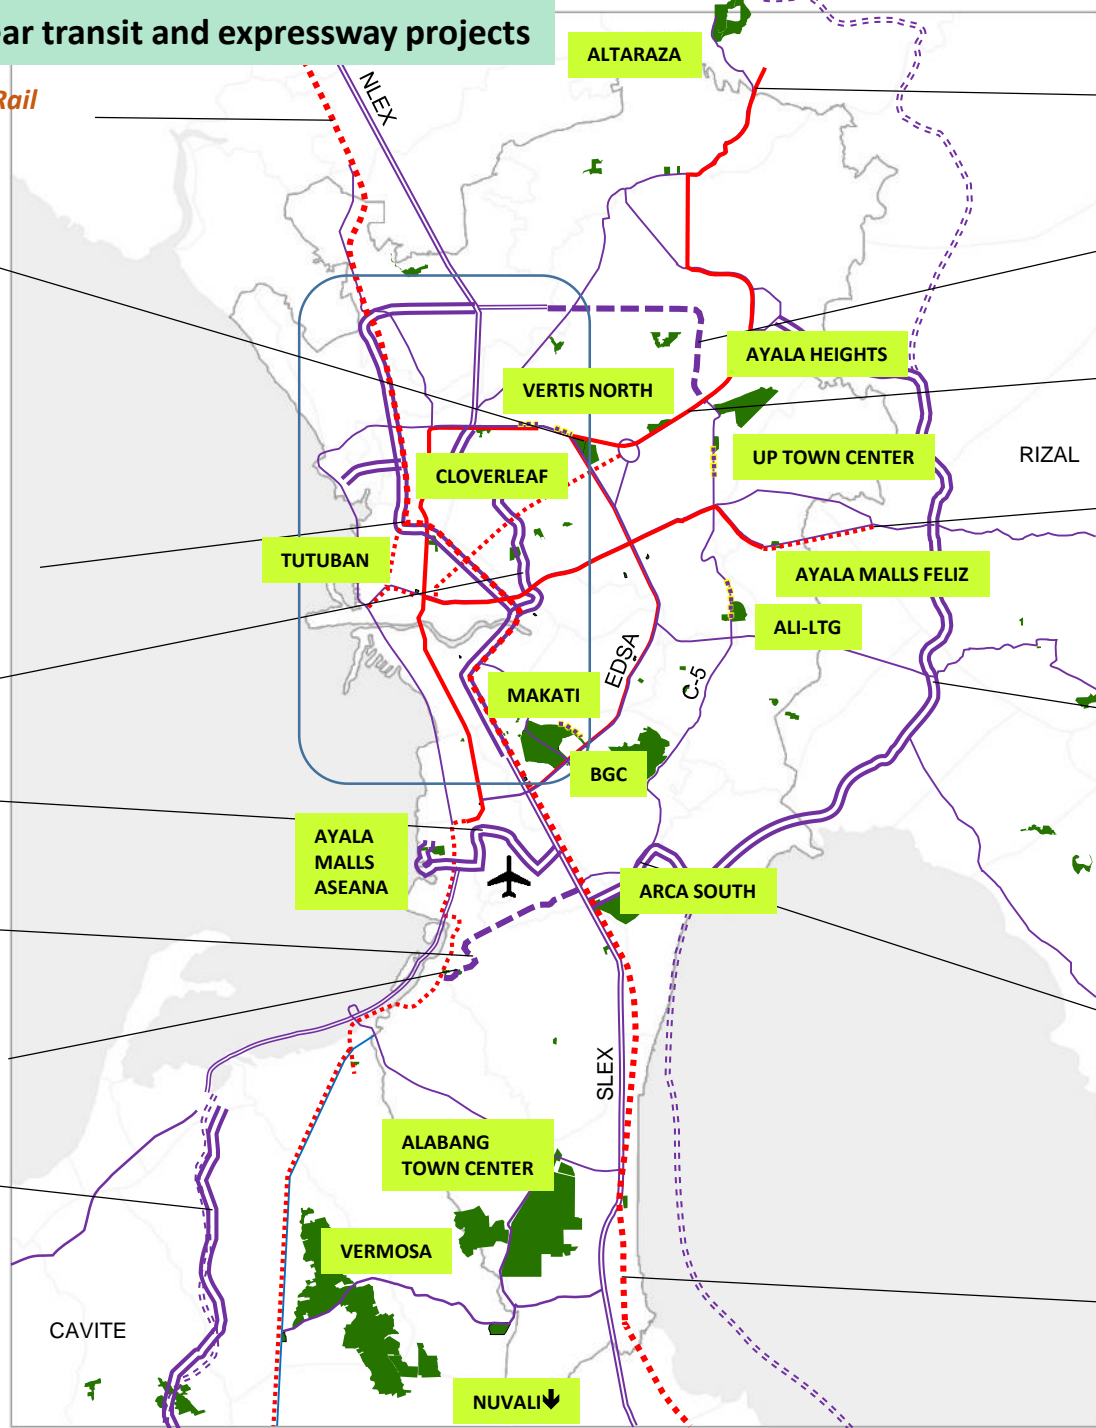 ar transit and expressway projects
Rail
NLEX
ALTARAZA
AYALA HEIGHTS
VERTIS NORTH
UP TOWN CENTER
RIZAL
CLOVERLEAF
TUTUBAN
AYALA MALLS FELIZ
ALI-LTG
EDSA
C-5
MAKATI
BGC
AYALA
MALLS
ASEANA
ARCA SOUTH
SLEX
ALABANG
TOWN CENTER
VERMOSA
CAVITE
NUVALI